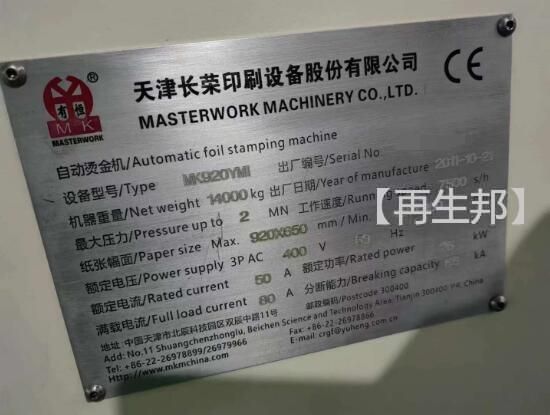 有恒
MK
MASTERWORK
®
天津长荣印刷设备股份有限公司
MASTERWORK MACHINERY CO.,LTD.
CE
自动烫金机/Automatic foil stamping machine
设备型号/Type MK920YMI 出厂编号/Serial No.
机器重量/Net weight 14000 kg 出厂日期/Year of manufacture 2011-10-21
最大压力/Pressure up to 2 MN 工作速度/Running speed 7500 s/h
纸张幅面/Paper size Max. 920X650 mm / Min.
额定电压/Power supply 3P AC 400 V Hz 额定功率/Rated power kW
额定电流/Rated current 50 A 分断能力/Breaking capacity kA
满载电流/Full load current 80 A 邮政编码/Postcode 300400
地址: 中国天津市北辰科技园区双辰中路11号
Add: No.11 Shuangchenzhonglu, Beichen Science and Technology Area, Tianjin 300400 P.R. China
Tel: +86-22-26978899/26979966 Fax: +86-22-26978866
Http://www.mkmchina.com E-mail: crgf@yuheng.com.cn
【再生邦】